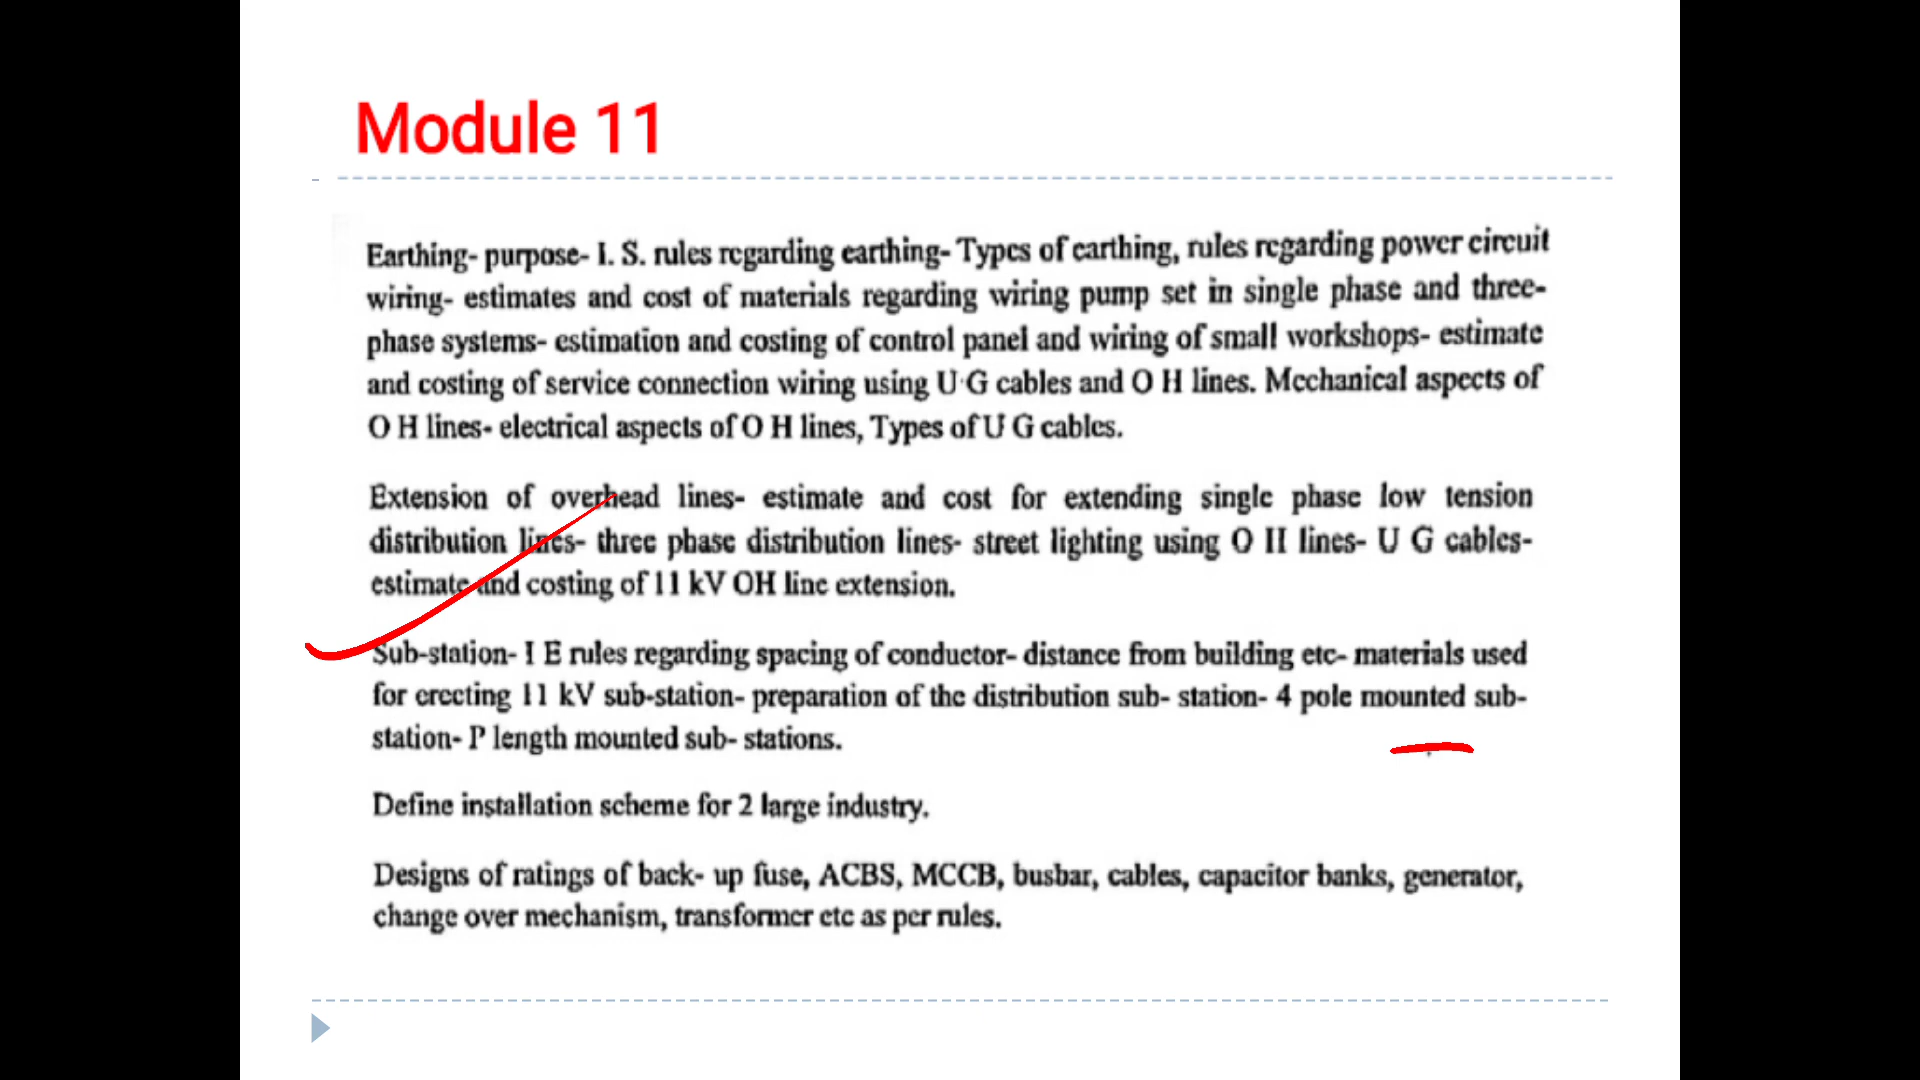 Module 11
Earthing- purpose- I. S. rules regarding earthing- Types of earthing, rules regarding power circuit
wiring- estimates and cost of materials regarding wiring pump set in single phase and three-
phase systems- estimation and costing of control panel and wiring of small workshops- estimate
and costing of service connection wiring using U G cables and O H lines. Mechanical aspects of
O H lines- electrical aspects of O H lines, Types of U G cables.
Extension of overhead lines- estimate and cost for extending single phase low tension
distribution lines- three phase distribution lines- street lighting using O H lines- U G cables-
estimate and costing of 11 kV OH line extension.
Sub-station- I E rules regarding spacing of conductor- distance from building etc- materials used
for erecting 11 kV sub-station- preparation of the distribution sub- station- 4 pole mounted sub-
station- P length mounted sub- stations.
Define installation scheme for 2 large industry.
Designs of ratings of back- up fuse, ACBS, MCCB, busbar, cables, capacitor banks, generator,
change over mechanism, transformer etc as per rules.